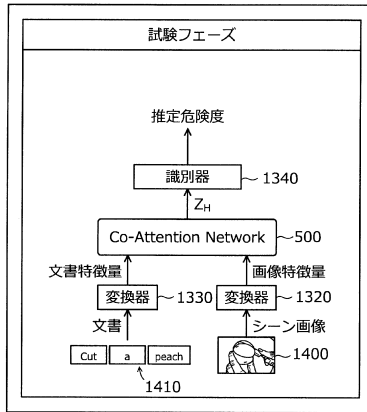 試験フェーズ
推定危険度
識別器 1340
Z_H
Co-Attention Network 500
文書特徴量 画像特徴量
変換器 1330 変換器 1320
文書 シーン画像
Cut a peach 1400
1410